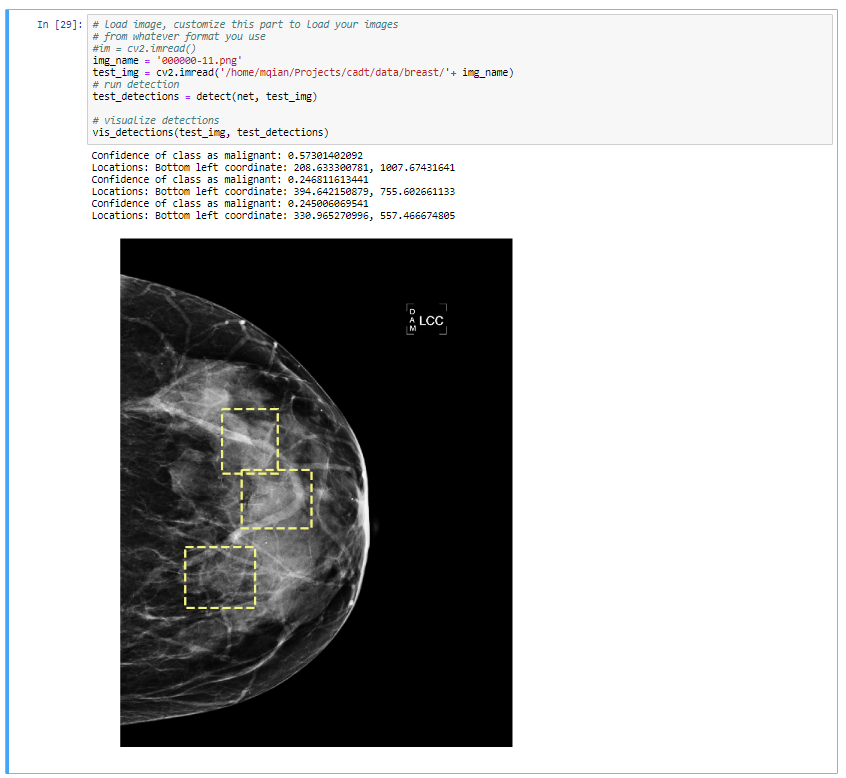 In [29]: # Load image, customize this part to load your images
# from whatever format you use
#im = cv2.imread()
img_name = '000000-11.png'
test_img = cv2.imread('/home/mqian/Projects/cadt/data/breast/'+ img_name)
# run detection
test_detections = detect(net, test_img)
# visualize detections
vis_detections(test_img, test_detections)
Confidence of class as malignant: 0.57301402092
Locations: Bottom left coordinate: 208.633300781, 1007.67431641
Confidence of class as malignant: 0.246811613441
Locations: Bottom left coordinate: 394.642150879, 755.602661133
Confidence of class as malignant: 0.245006069541
Locations: Bottom left coordinate: 330.965270996, 557.466674805
DAM LCC